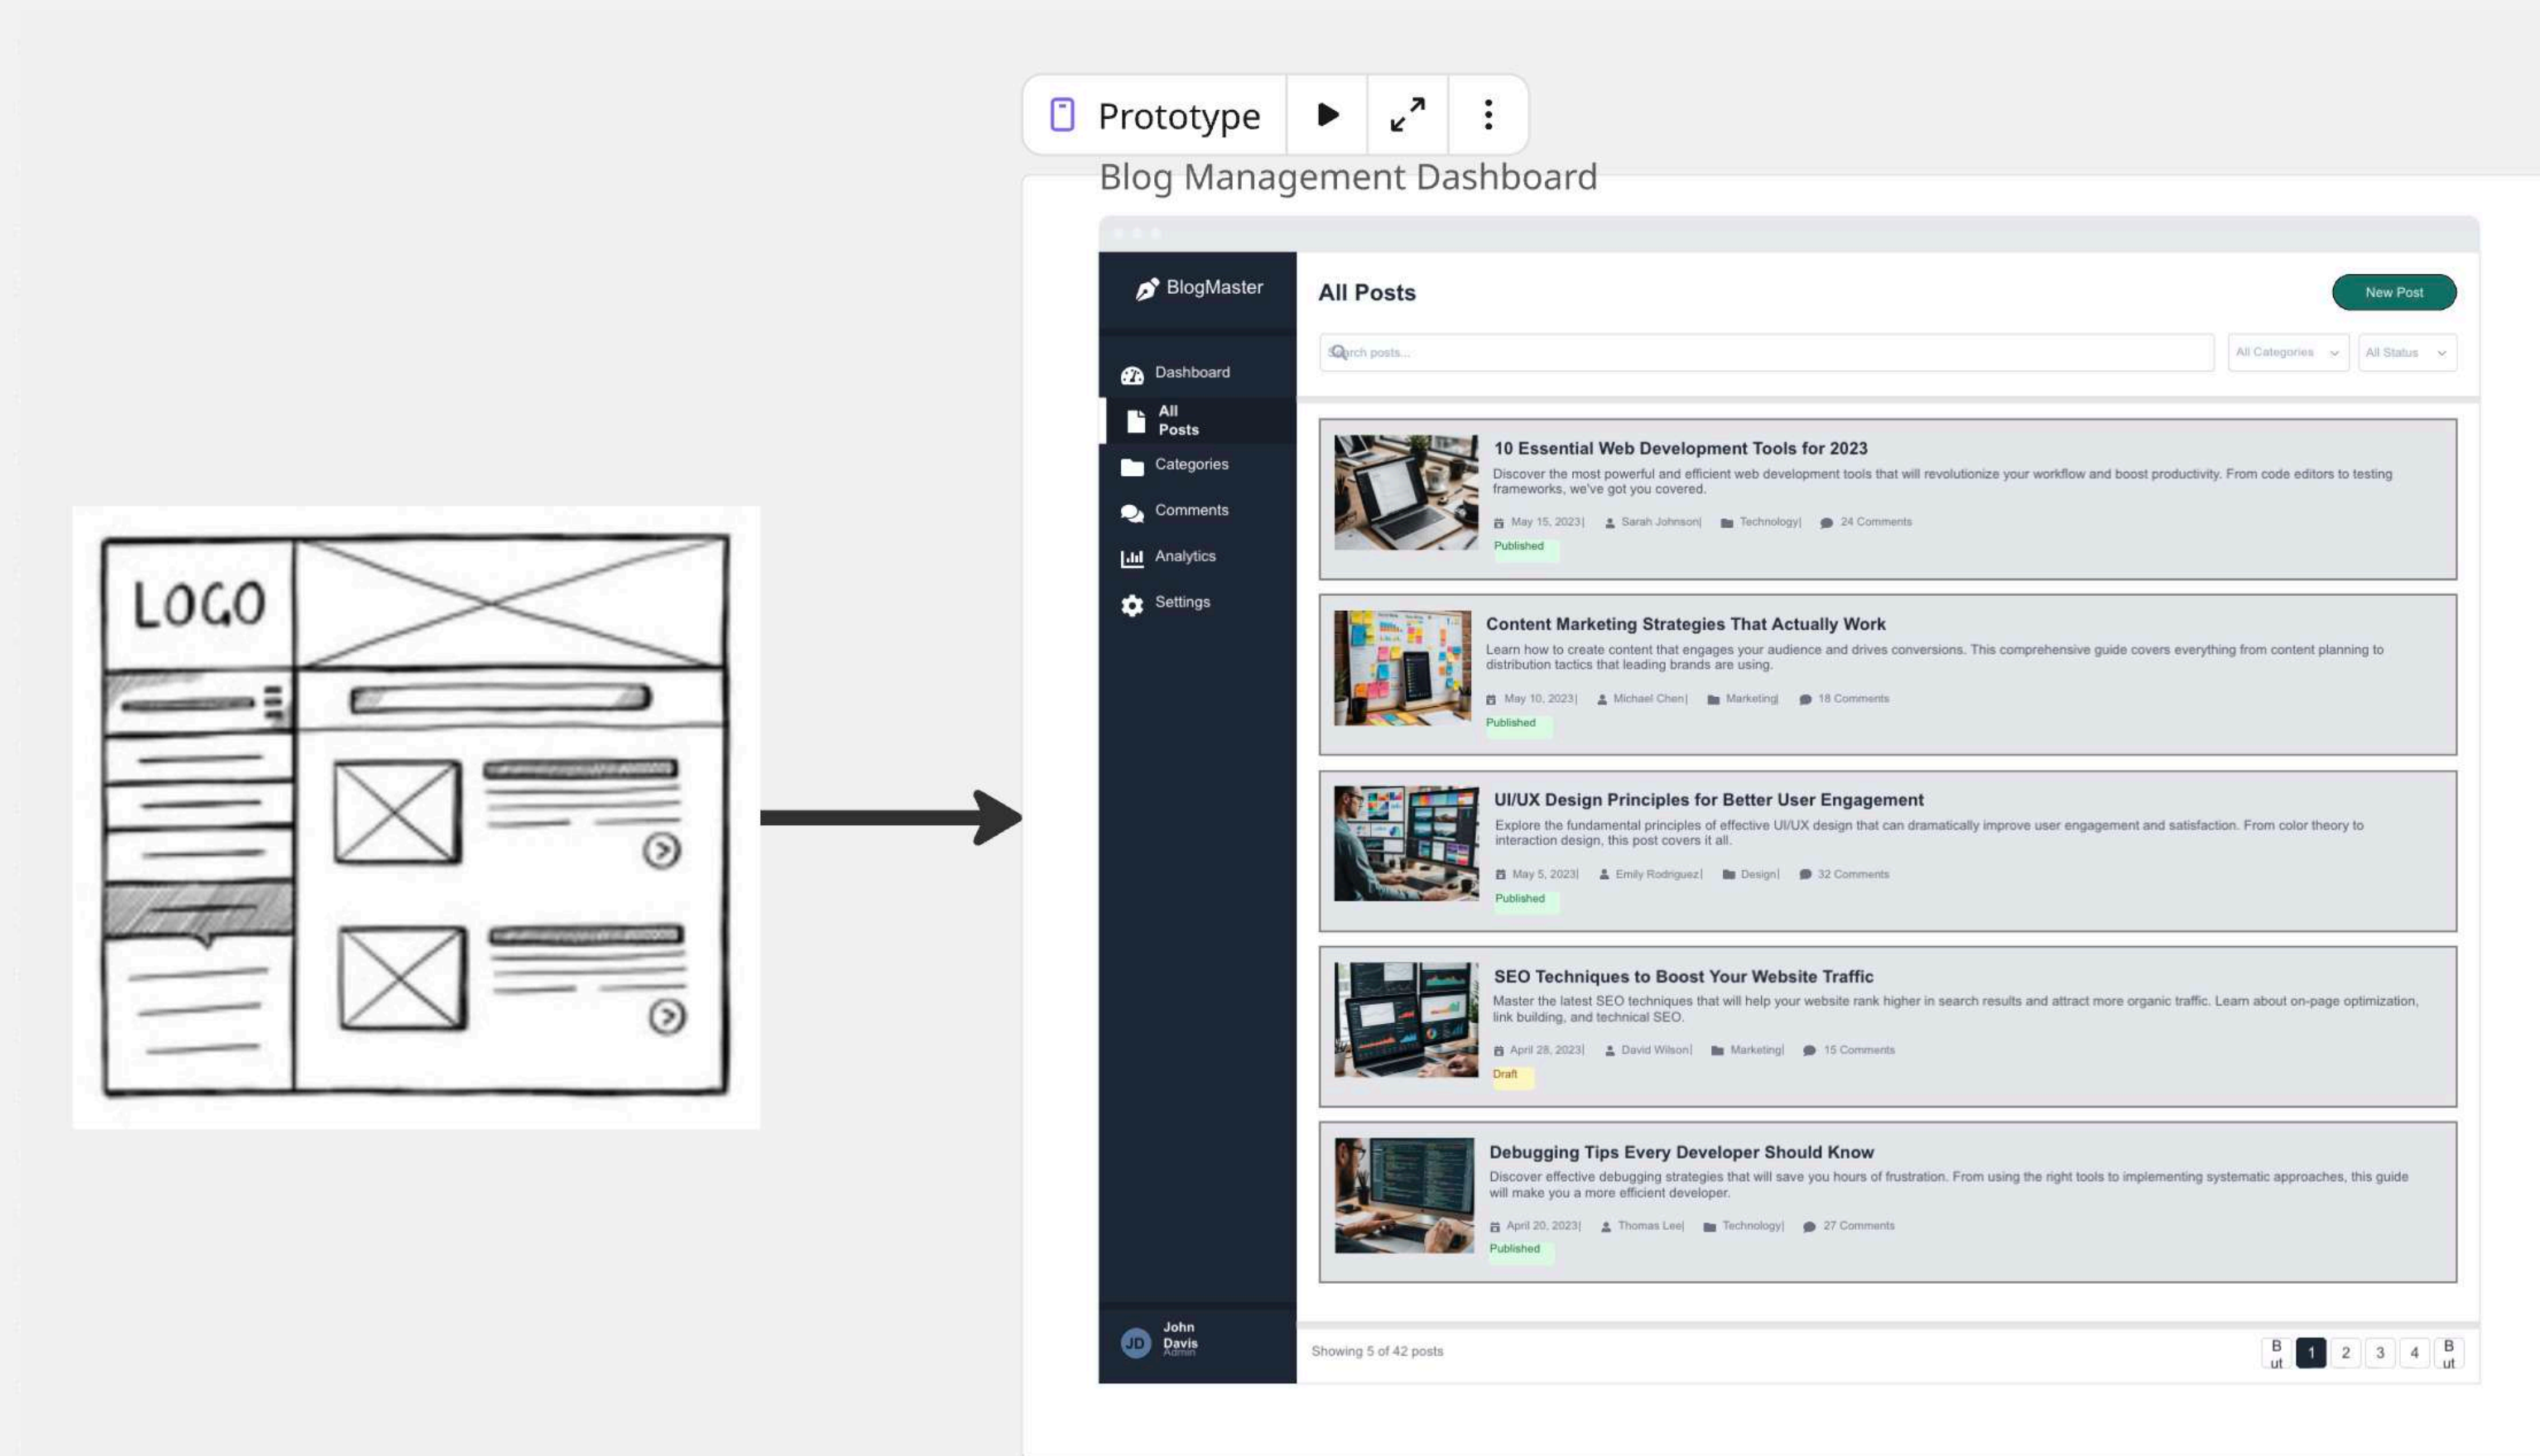 Prototype
Blog Management Dashboard
LOGO
BlogMaster
Dashboard
All
Posts
Categories
Comments
Analytics
Settings
John
Davis
Admin
JD
All Posts
New Post
Search posts...
All Categories
All Status
10 Essential Web Development Tools for 2023
Discover the most powerful and efficient web development tools that will revolutionize your workflow and boost productivity. From code editors to testing
frameworks, we've got you covered.
May 15, 2023| Sarah Johnson| Technology| 24 Comments
Published
Content Marketing Strategies That Actually Work
Learn how to create content that engages your audience and drives conversions. This comprehensive guide covers everything from content planning to
distribution tactics that leading brands are using.
May 10, 2023| Michael Chen| Marketing| 18 Comments
Published
UI/UX Design Principles for Better User Engagement
Explore the fundamental principles of effective UI/UX design that can dramatically improve user engagement and satisfaction. From color theory to
interaction design, this post covers it all.
May 5, 2023| Emily Rodriguez| Design| 32 Comments
Published
SEO Techniques to Boost Your Website Traffic
Master the latest SEO techniques that will help your website rank higher in search results and attract more organic traffic. Learn about on-page optimization,
link building, and technical SEO.
April 28, 2023| David Wilson| Marketing| 15 Comments
Draft
Debugging Tips Every Developer Should Know
Discover effective debugging strategies that will save you hours of frustration. From using the right tools to implementing systematic approaches, this guide
will make you a more efficient developer.
April 20, 2023| Thomas Lee| Technology| 27 Comments
Published
Showing 5 of 42 posts
B
ut
1 2 3 4
B
ut